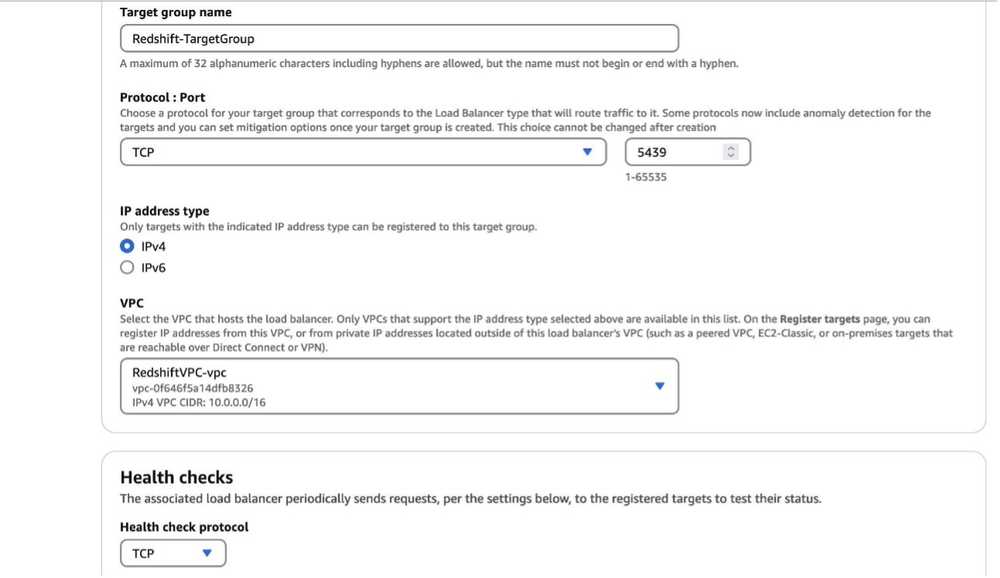 Target group name
Redshift-TargetGroup
A maximum of 32 alphanumeric characters including hyphens are allowed, but the name must not begin or end with a hyphen.
Protocol : Port
Choose a protocol for your target group that corresponds to the Load Balancer type that will route traffic to it. Some protocols now include anomaly detection for the
targets and you can set mitigation options once your target group is created. This choice cannot be changed after creation
TCP
5439
1-65535
IP address type
Only targets with the indicated IP address type can be registered to this target group.
IPv4
IPv6
VPC
Select the VPC that hosts the load balancer. Only VPCs that support the IP address type selected above are available in this list. On the Register targets page, you can
register IP addresses from this VPC, or from private IP addresses located outside of this load balancer's VPC (such as a peered VPC, EC2-Classic, or on-premises targets that
are reachable over Direct Connect or VPN).
RedshiftVPC-vpc
vpc-0f646f5a14dfb8326
IPv4 VPC CIDR: 10.0.0.0/16
Health checks
The associated load balancer periodically sends requests, per the settings below, to the registered targets to test their status.
Health check protocol
TCP